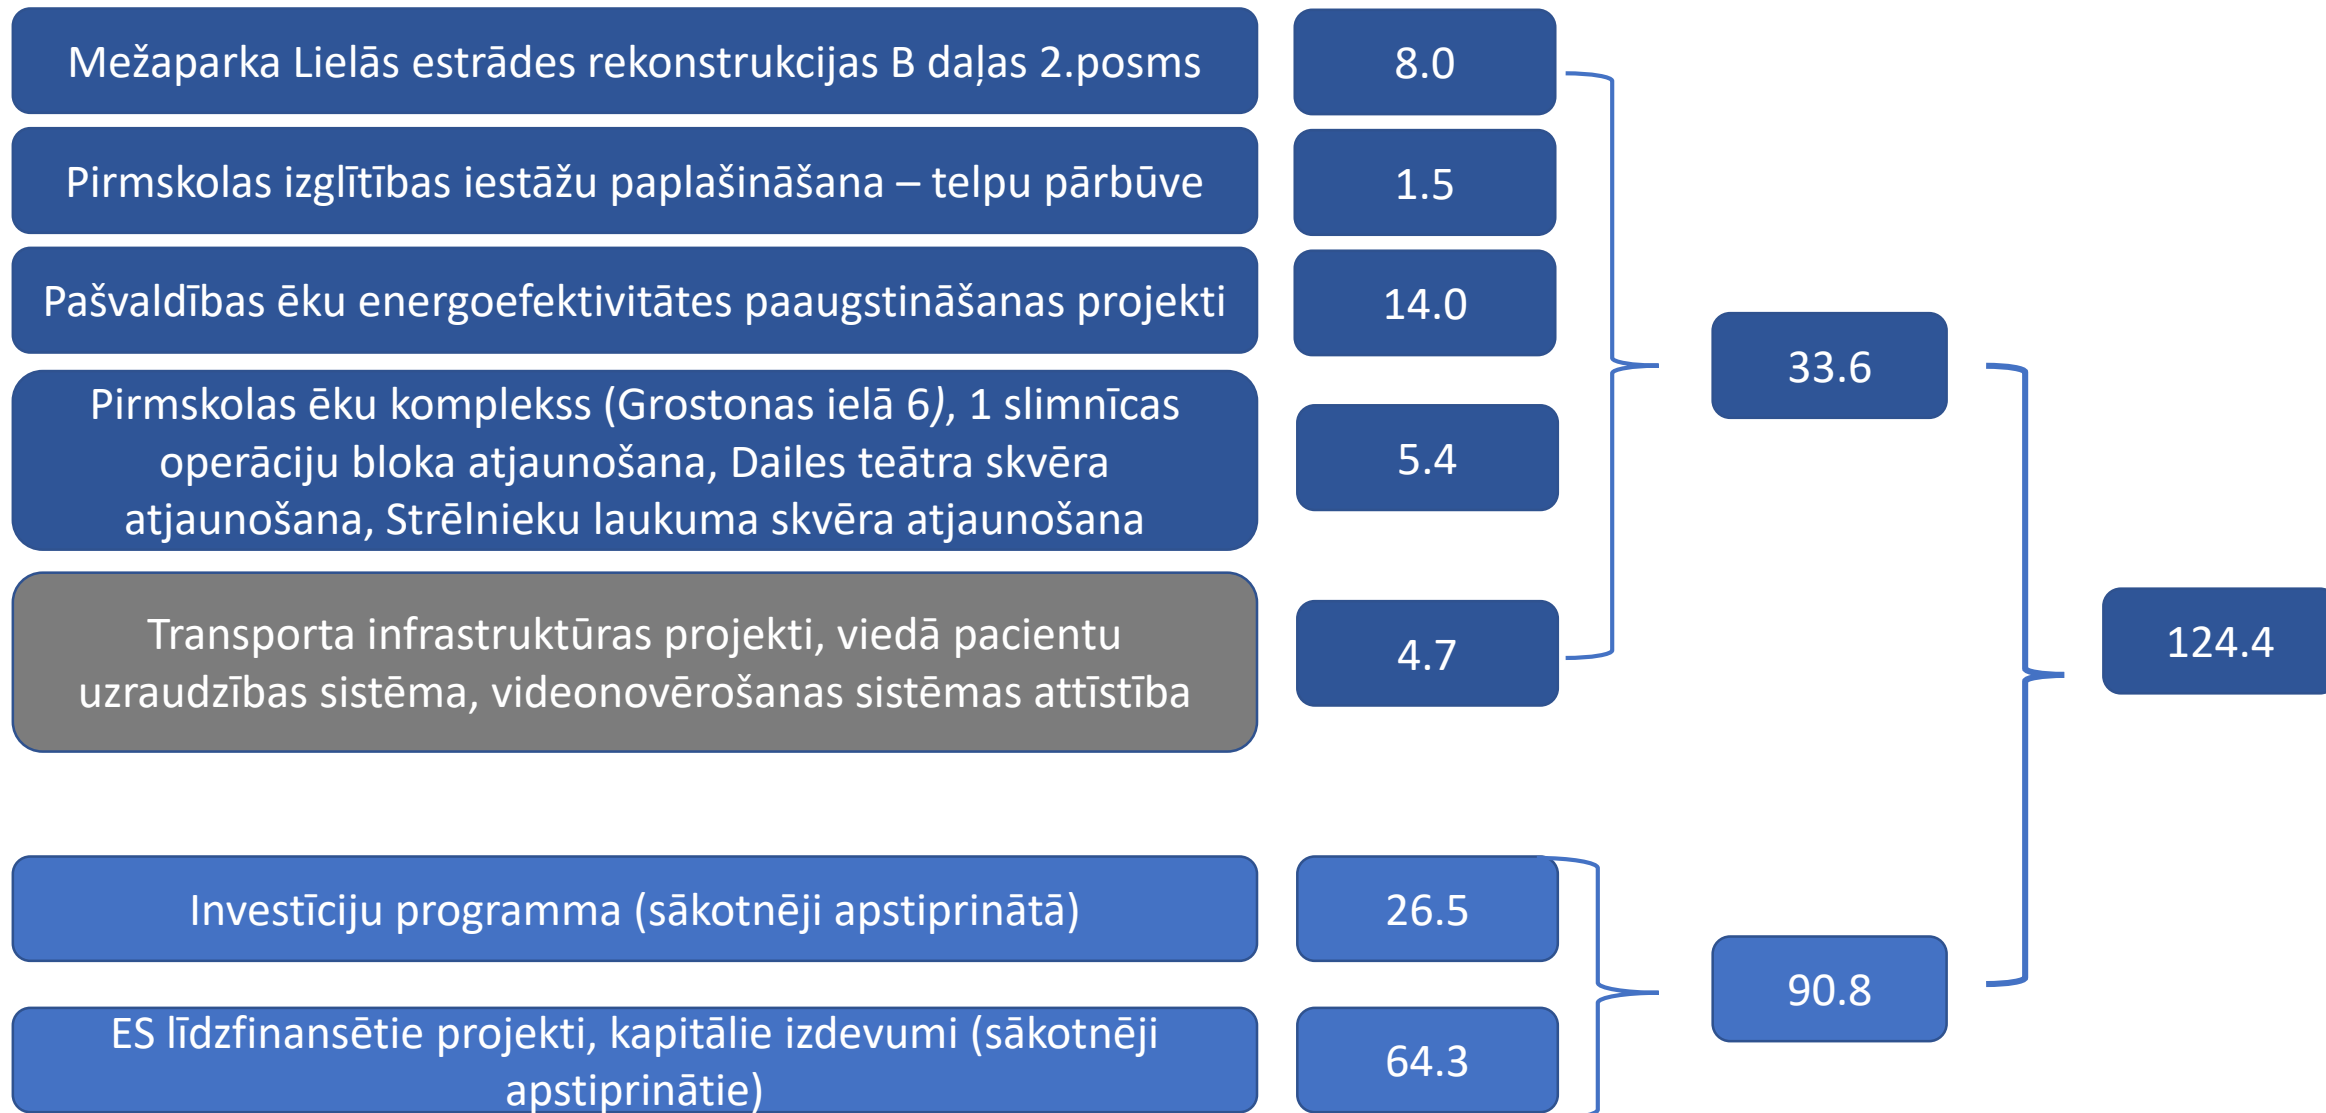 Mežaparka Lielās estrādes rekonstrukcijas B daļas 2.posms
8.0
Pirmskolas izglītības iestāžu paplašināšana – telpu pārbūve
1.5
Pašvaldības ēku energoefektivitātes paaugstināšanas projekti
14.0
33.6
Pirmskolas ēku komplekss (Grostonas ielā 6), 1 slimnīcas
operāciju bloka atjaunošana, Dailes teātra skvēra
atjaunošana, Strēlnieku laukuma skvēra atjaunošana
5.4
Transporta infrastruktūras projekti, viedā pacientu
uzraudzības sistēma, videonovērošanas sistēmas attīstība
4.7
124.4
Investīciju programma (sākotnēji apstiprinātā)
26.5
90.8
ES līdzfinansētie projekti, kapitālie izdevumi (sākotnēji
apstiprinātie)
64.3